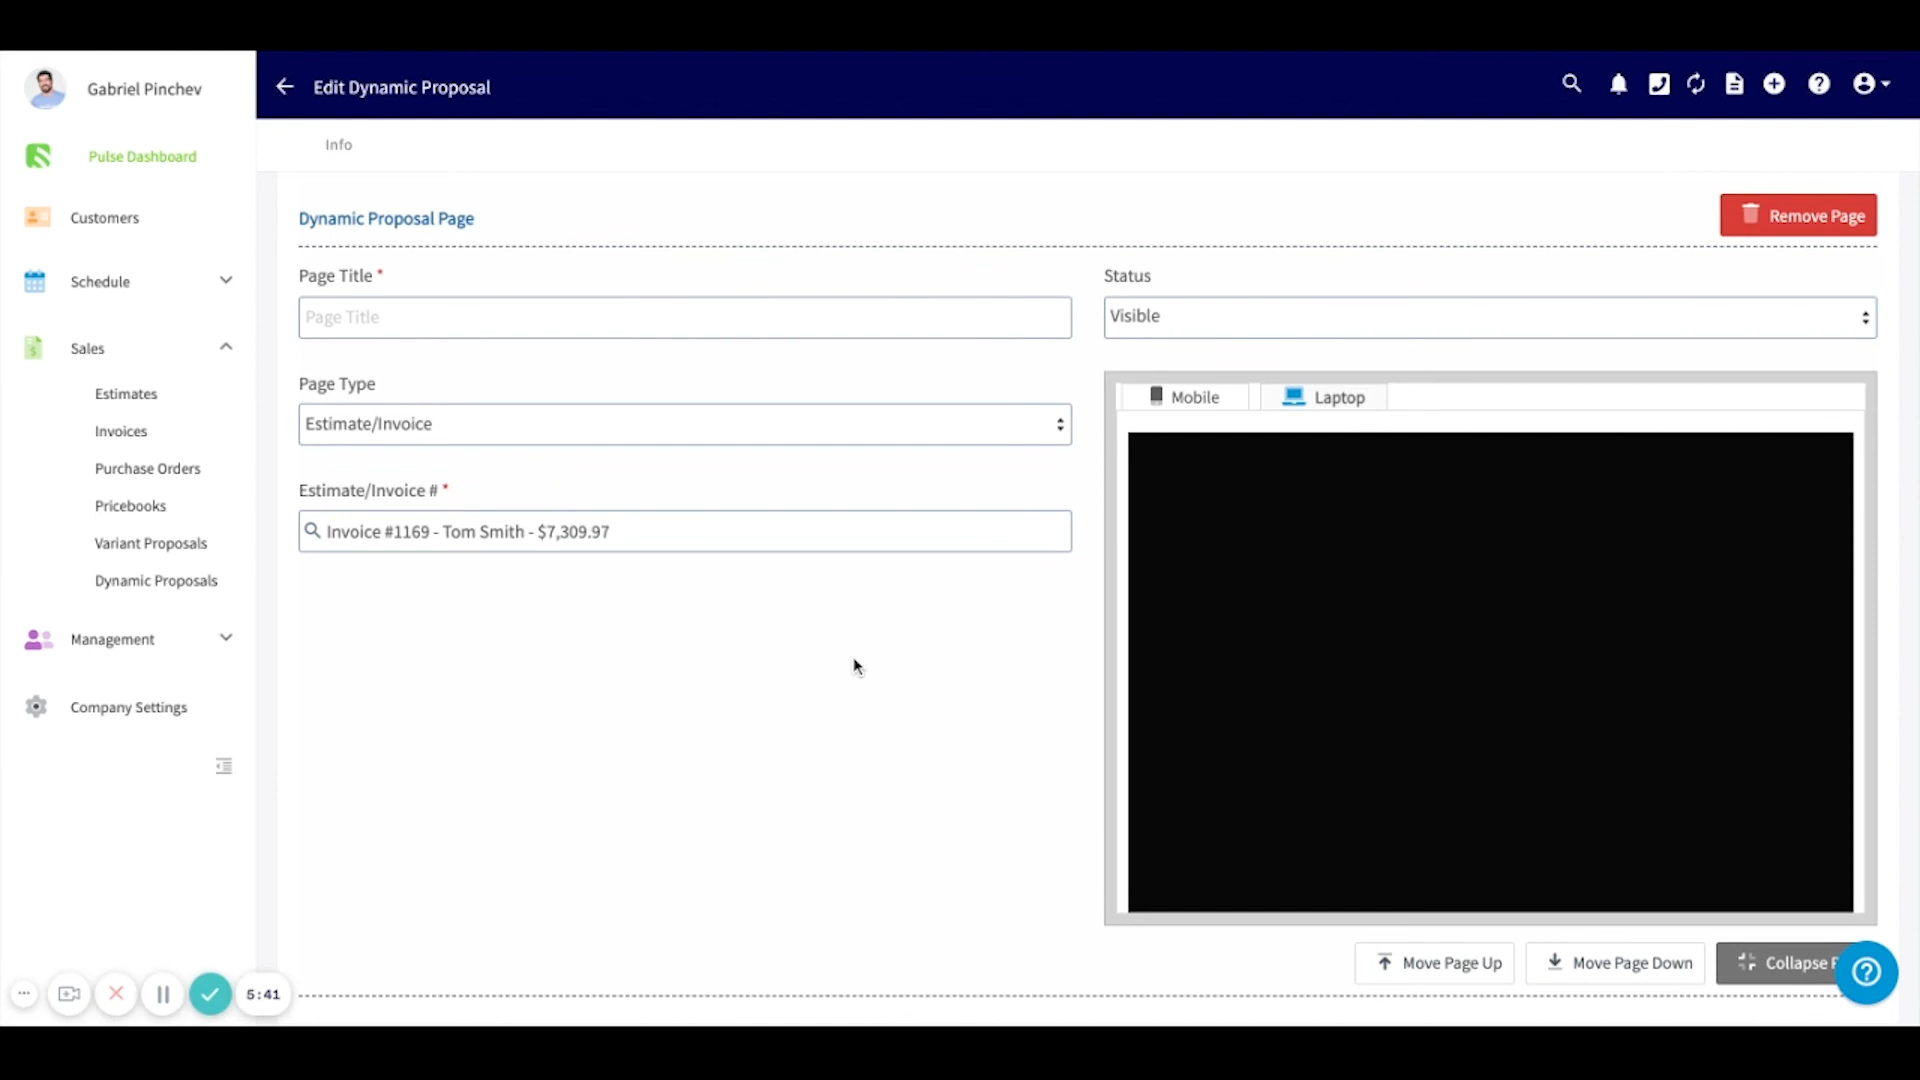 Gabriel Pinchev
Edit Dynamic Proposal
Info
Pulse Dashboard
Customers
Schedule
Sales
Estimates
Invoices
Purchase Orders
Pricebooks
Variant Proposals
Dynamic Proposals
Management
Company Settings
5:41
Dynamic Proposal Page
Remove Page
Page Title *
Page Title
Status
Visible
Page Type
Estimate/Invoice
Estimate/Invoice # *
Invoice #1169 - Tom Smith - $7,309.97
Mobile
Laptop
Move Page Up
Move Page Down
Collapse